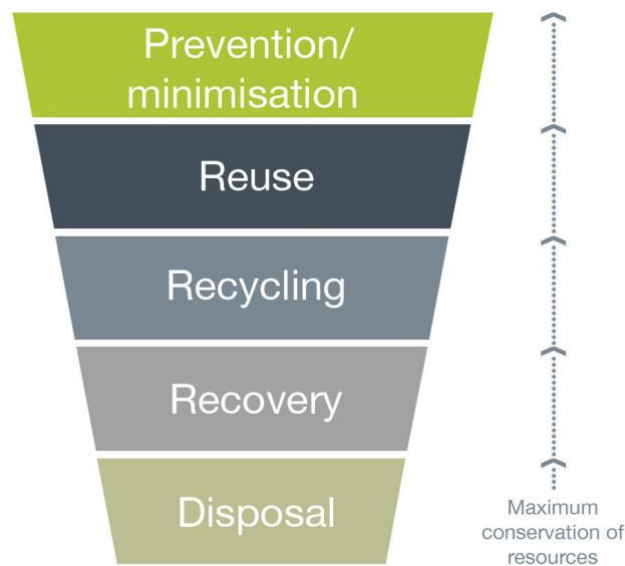 Prevention/
minimisation
Reuse
Recycling
Recovery
Disposal
Maximum
conservation of
resources